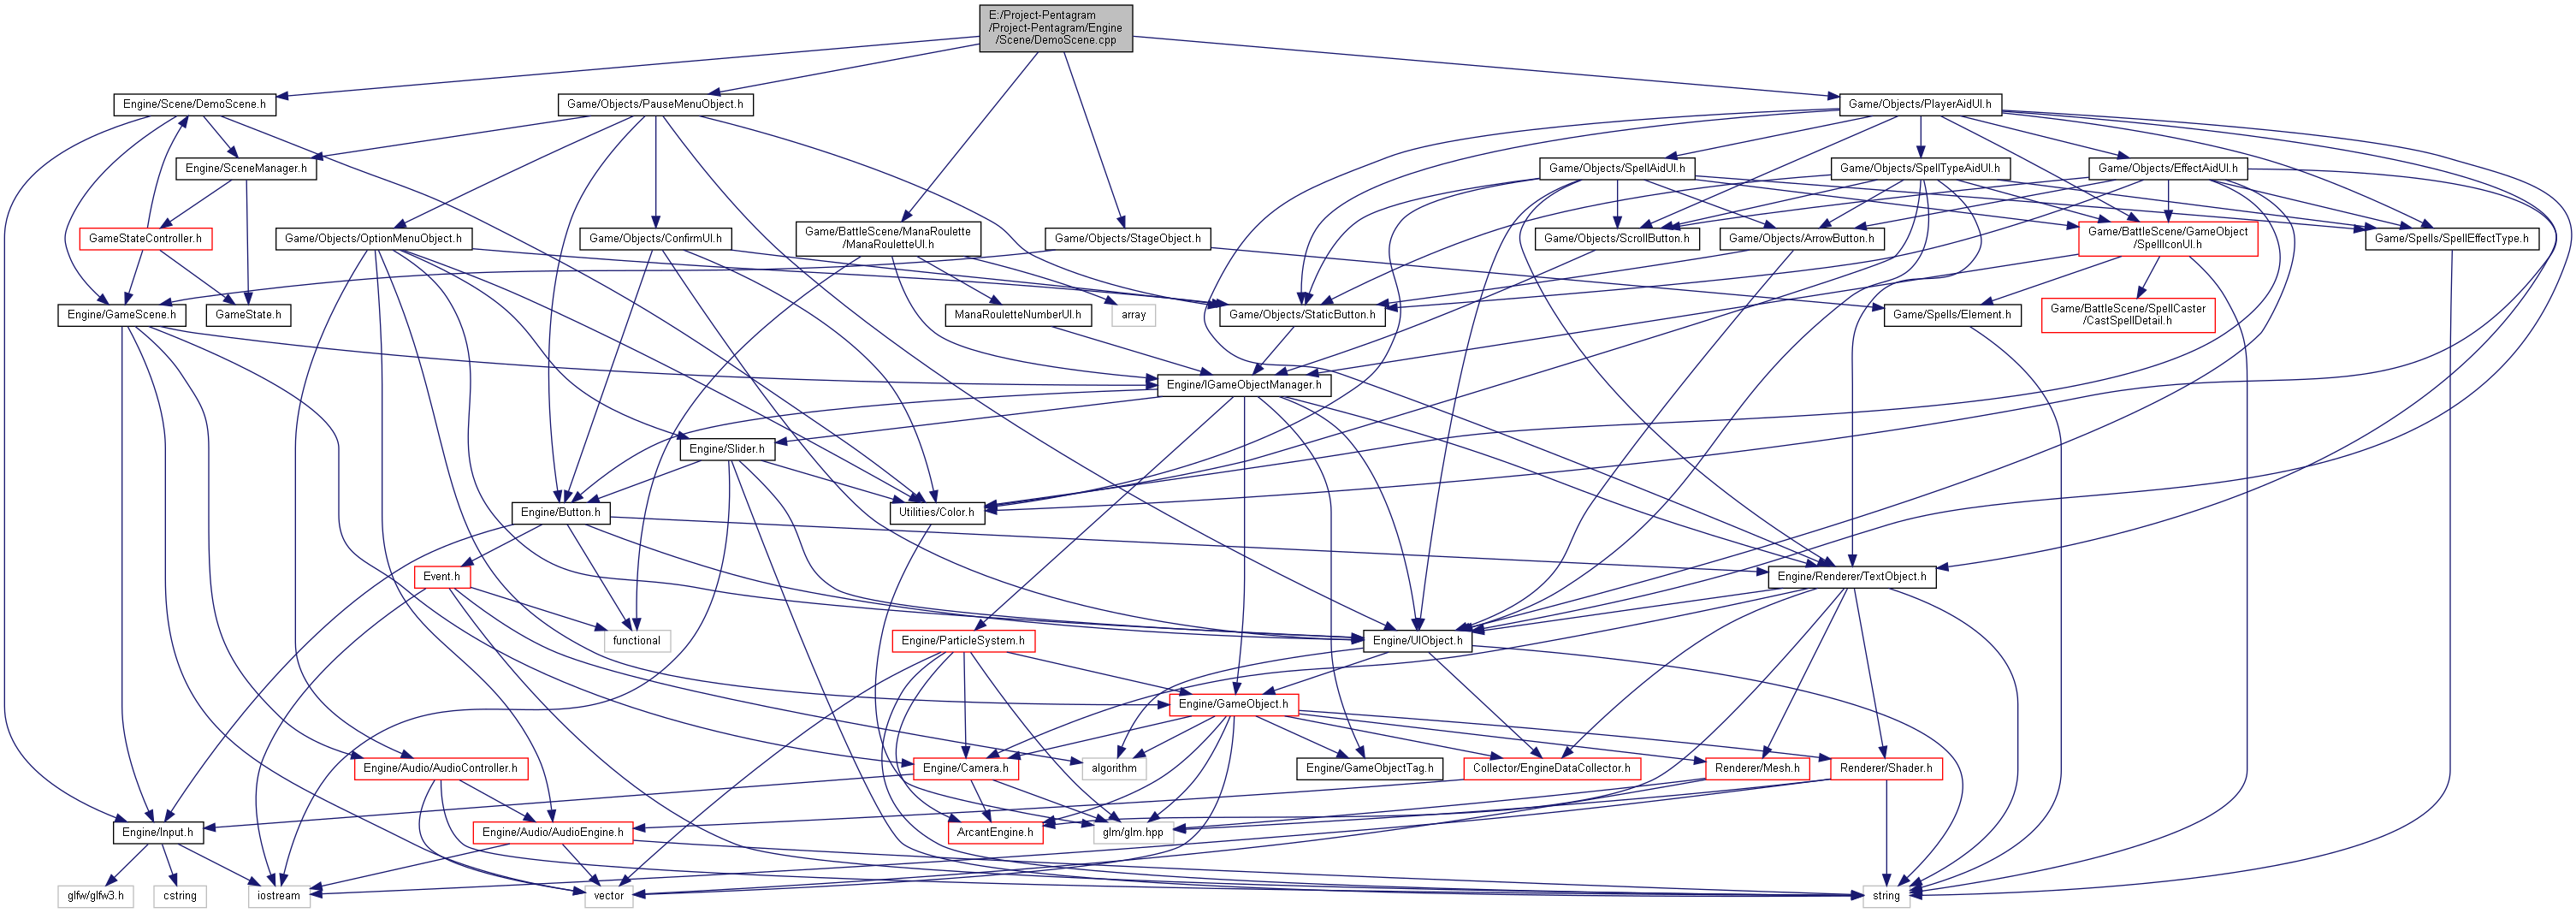 E:/Project-Pentagram
/Project-Pentagram/Engine
/Scene/DemoScene.cpp
Engine/Scene/DemoScene.h
Game/Objects/PauseMenuObject.h
Game/Objects/PlayerAidUI.h
Engine/SceneManager.h
Game/Objects/SpellAidUI.h
Game/Objects/SpellTypeAidUI.h
Game/Objects/EffectAidUI.h
GameStateController.h
Game/Objects/OptionMenuObject.h
Game/Objects/ConfirmUI.h
Game/BattleScene/ManaRoulette
/ManaRouletteUI.h
Game/Objects/StageObject.h
Game/Objects/ScrollButton.h
Game/Objects/ArrowButton.h
Game/BattleScene/GameObject
/SpellIconUI.h
Game/Spells/SpellEffectType.h
Engine/GameScene.h
GameState.h
ManaRouletteNumberUI.h
array
Game/Objects/StaticButton.h
Game/Spells/Element.h
Game/BattleScene/SpellCaster
/CastSpellDetail.h
Engine/IGameObjectManager.h
Engine/Slider.h
Engine/Button.h
Utilities/Color.h
Event.h
Engine/Renderer/TextObject.h
functional
Engine/ParticleSystem.h
Engine/UIObject.h
Engine/GameObject.h
Engine/Audio/AudioController.h
Engine/Camera.h
algorithm
Engine/GameObjectTag.h
Collector/EngineDataCollector.h
Renderer/Mesh.h
Renderer/Shader.h
Engine/Input.h
Engine/Audio/AudioEngine.h
ArcantEngine.h
glm/glm.hpp
glfw/glfw3.h
cstring
iostream
vector
string